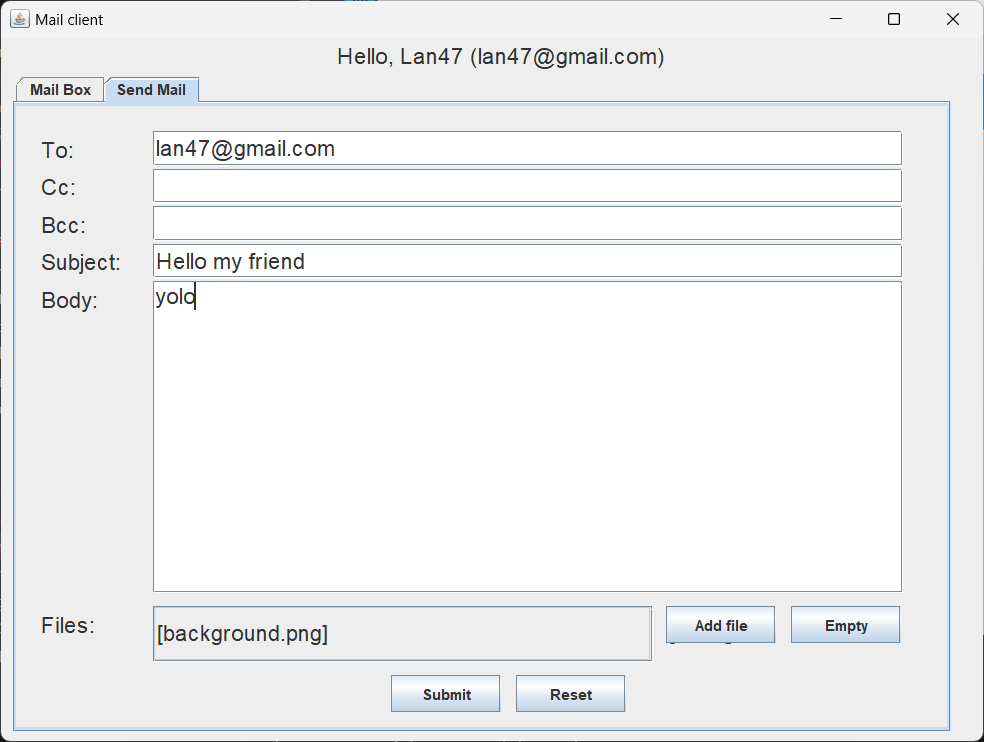 Mail client
Hello, Lan47 (lan47@gmail.com)
Mail Box
Send Mail
To:
lan47@gmail.com
Cc:
Bcc:
Subject:
Hello my friend
Body:
yolo
Files:
[background.png]
Add file
Empty
Submit
Reset